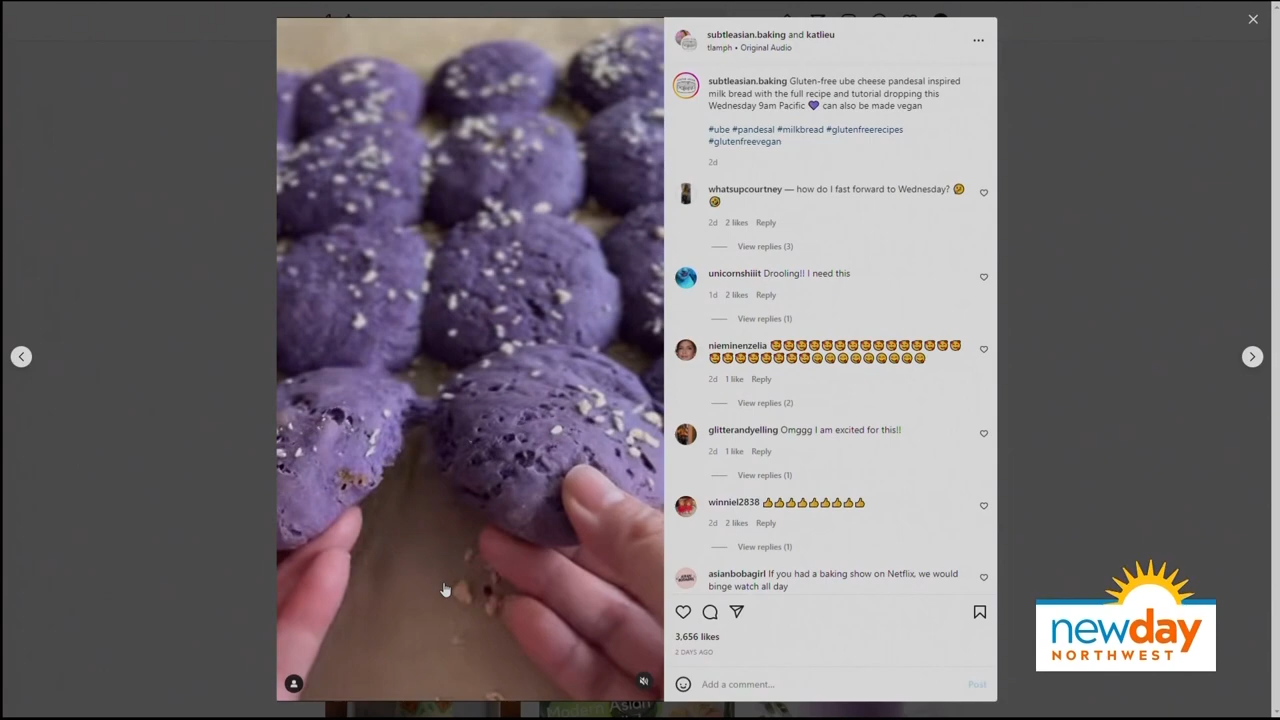 subtleasian.baking and katlieu
tlamph • Original Audio
subtleasian.baking Gluten-free ube cheese pandesal inspired
milk bread with the full recipe and tutorial dropping this
Wednesday 9am Pacific 💜 can also be made vegan
#ube #pandesal #milkbread #glutenfreerecipes
#glutenfreevegan
2d
whatsupcourtney — how do I fast forward to Wednesday?
2d 2 likes Reply
View replies (3)
unicornshiiit Drooling!! I need this
1d 2 likes Reply
View replies (1)
nieminenzelia
2d 1 like Reply
View replies (2)
glitterandyelling Omggg I am excited for this!!
2d 1 like Reply
View replies (1)
winniel2838 👍👍👍👍👍👍👍👍👍
2d 2 likes Reply
View replies (1)
asianbobagirl If you had a baking show on Netflix, we would
binge watch all day
3,656 likes
2 DAYS AGO
Add a comment...
Post
Modern Asian
newday
NORTHWEST